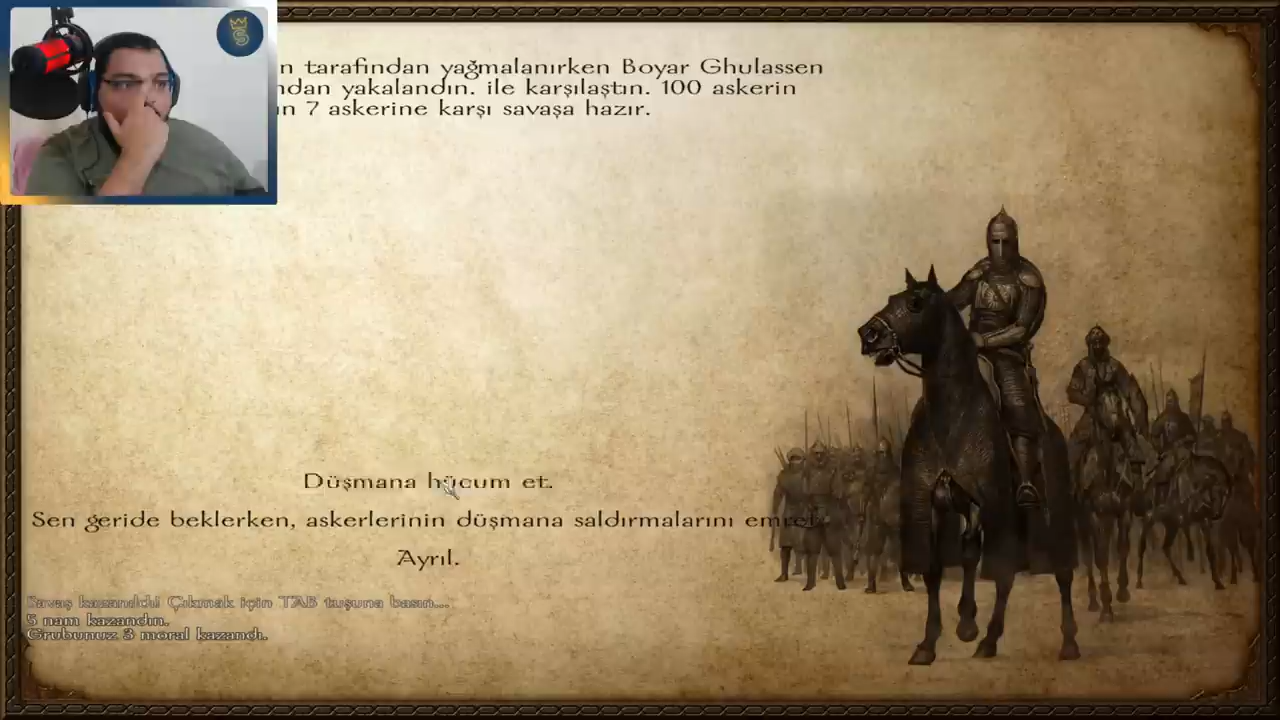 n tarafından yağmalanırken Boyar Ghulassen
ndan yakalandın. ile karşılaştın. 100 askerin
ın 7 askerine karşı savaşa hazır.
Düşmana hücum et.
Sen geride beklerken, askerlerinin düşmana saldırmalarını emret.
Ayrıl.
Savaş kazanıldı! Çıkmak için TAB tuşuna basın...
5 nam kazandın.
Grubunuz 3 moral kazandı.